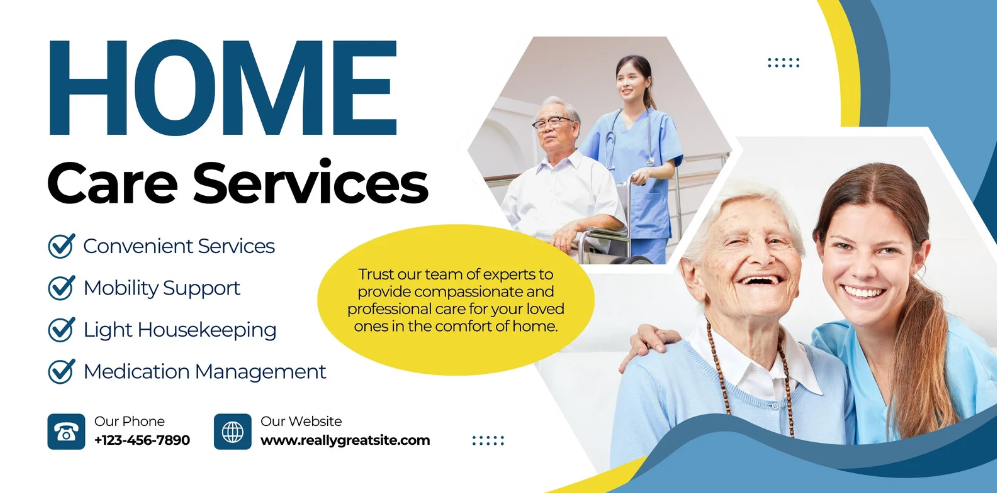 HOME
Care Services
Convenient Services
Mobility Support
Light Housekeeping
Medication Management
Trust our team of experts to
provide compassionate and
professional care for your loved
ones in the comfort of home.
Our Phone
+123-456-7890
Our Website
www.reallygreatsite.com